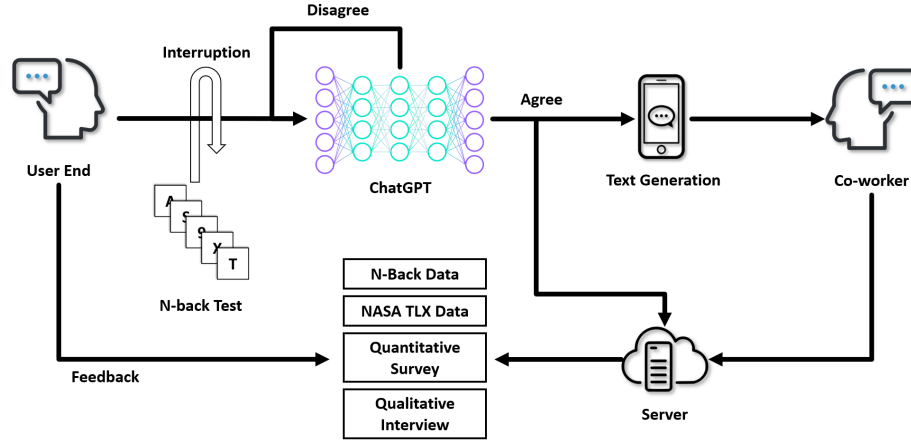 Disagree
Interruption
Agree
User End
ChatGPT
Text Generation
Co-worker
A
S
9
Y
T
N-back Test
N-Back Data
NASA TLX Data
Quantitative
Survey
Qualitative
Interview
Feedback
Server